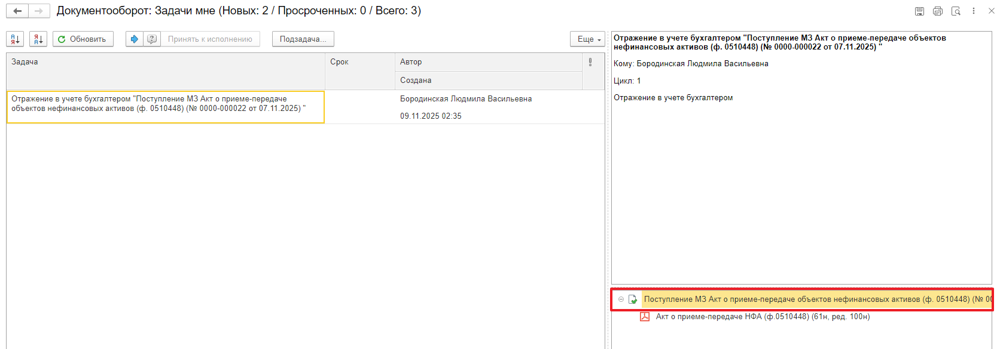 Документооборот: Задачи мне (Новых: 2 / Просроченных: 0 / Всего: 3)
А
Я
Я
А
Обновить
?
Принять к исполнению
Подзадача...
Еще
Задача
Срок
Автор
Создана
Отражение в учете бухгалтером "Поступление МЗ Акт о приеме-передаче
объектов нефинансовых активов (ф. 0510448) (№ 0000-000022 от 07.11.2025) "
Бородинская Людмила Васильевна
09.11.2025 02:35
Отражение в учете бухгалтером "Поступление МЗ Акт о приеме-передаче объектов
нефинансовых активов (ф. 0510448) (№ 0000-000022 от 07.11.2025) "
Кому: Бородинская Людмила Васильевна
Цикл: 1
Отражение в учете бухгалтером
Поступление МЗ Акт о приеме-передаче объектов нефинансовых активов (ф. 0510448) (№ 00
Акт о приеме-передаче НФА (ф.0510448) (61н, ред. 100н)